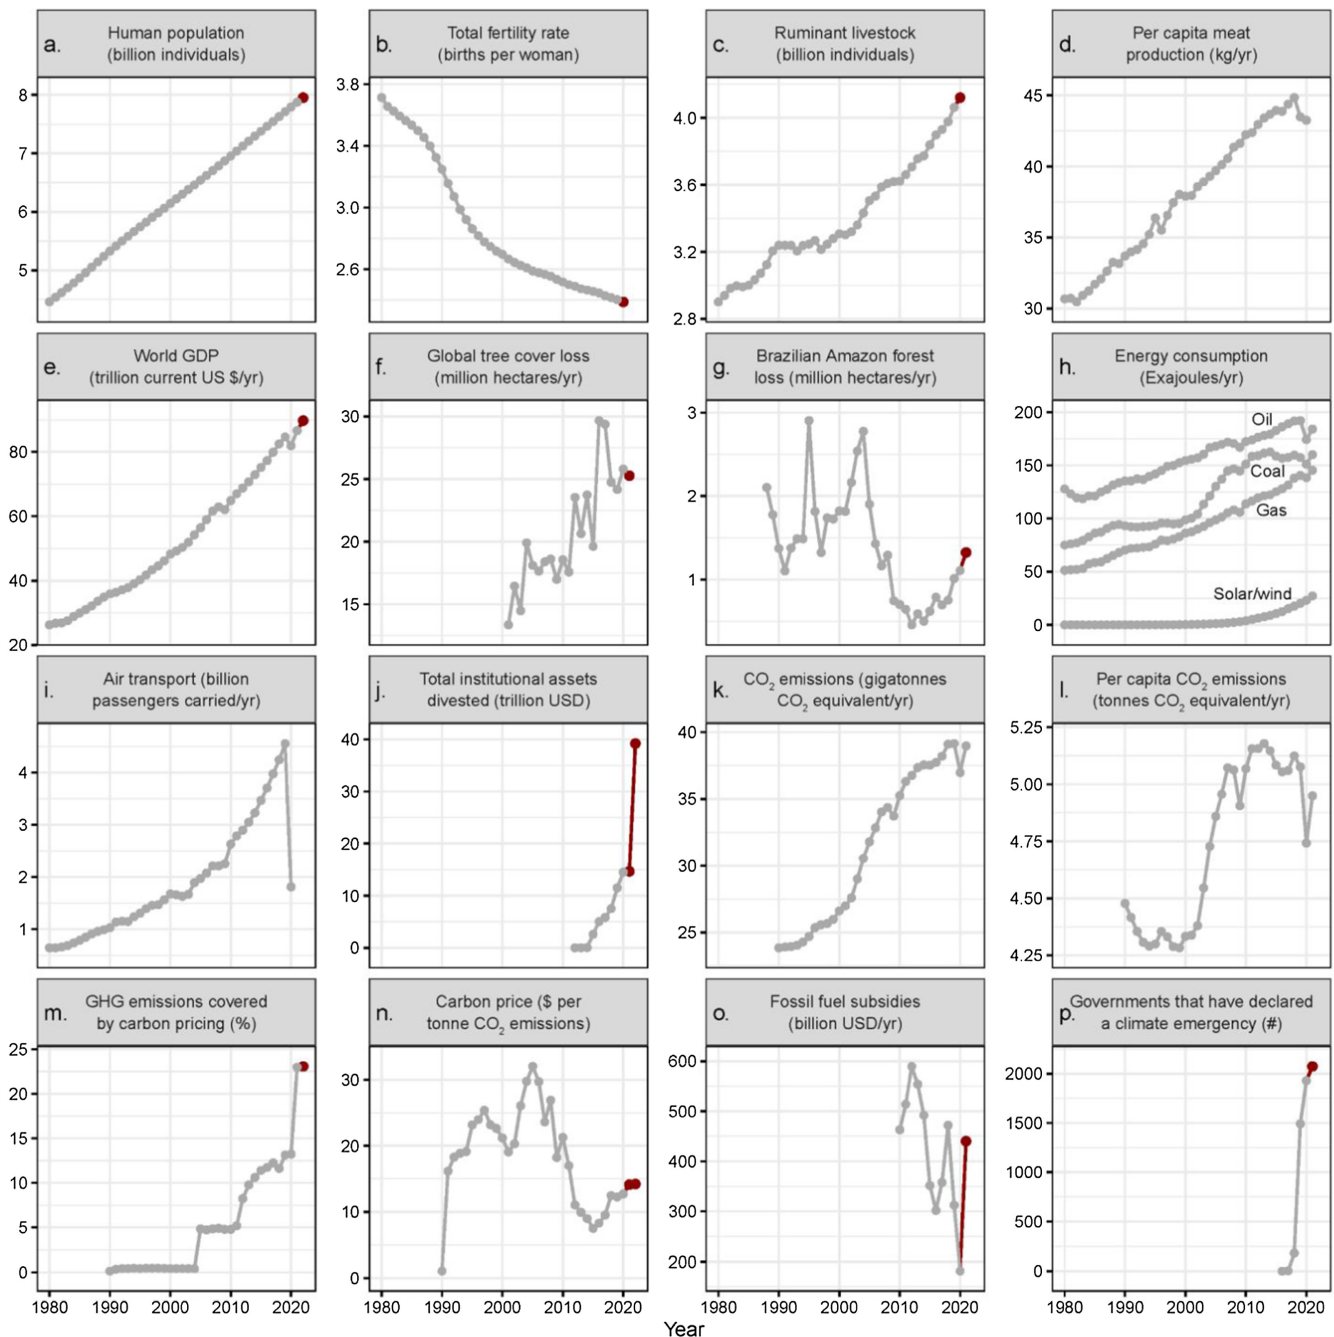 a. Human population
(billion individuals)
b. Total fertility rate
(births per woman)
c. Ruminant livestock
(billion individuals)
d. Per capita meat
production (kg/yr)
8
7
6
5
3.8
3.4
3.0
2.6
4.0
3.6
3.2
2.8
45
40
35
30
e. World GDP
(trillion current US $/yr)
f. Global tree cover loss
(million hectares/yr)
g. Brazilian Amazon forest
loss (million hectares/yr)
h. Energy consumption
(Exajoules/yr)
80
60
40
20
30
25
20
15
3
2
1
200
150
100
50
0
Oil
Coal
Gas
Solar/wind
i. Air transport (billion
passengers carried/yr)
j. Total institutional assets
divested (trillion USD)
k. CO2 emissions (gigatonnes
CO2 equivalent/yr)
l. Per capita CO2 emissions
(tonnes CO2 equivalent/yr)
4
3
2
1
40
30
20
10
0
40
35
30
25
5.25
5.00
4.75
4.50
4.25
m. GHG emissions covered
by carbon pricing (%)
n. Carbon price ($ per
tonne CO2 emissions)
o. Fossil fuel subsidies
(billion USD/yr)
p. Governments that have declared
a climate emergency (#)
25
20
15
10
5
0
30
20
10
0
600
500
400
300
200
2000
1500
1000
500
0
1980 1990 2000 2010 2020
1980 1990 2000 2010 2020
1980 1990 2000 2010 2020
1980 1990 2000 2010 2020
Year